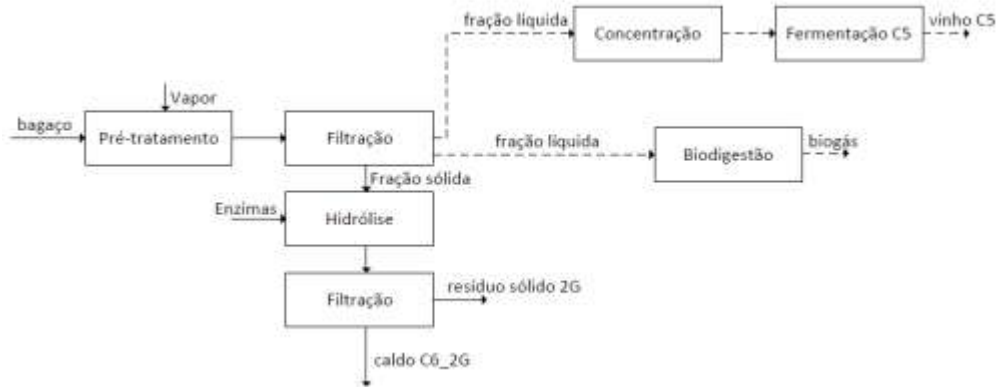 fração líquida
Concentração
Fermentação C5
vinho C5
Vapor
bagaço
Pré-tratamento
Filtração
fração líquida
Biodigestão
biogás
Fração sólida
Enzimas
Hidrólise
Filtração
resíduo sólido 2G
caldo C6_2G